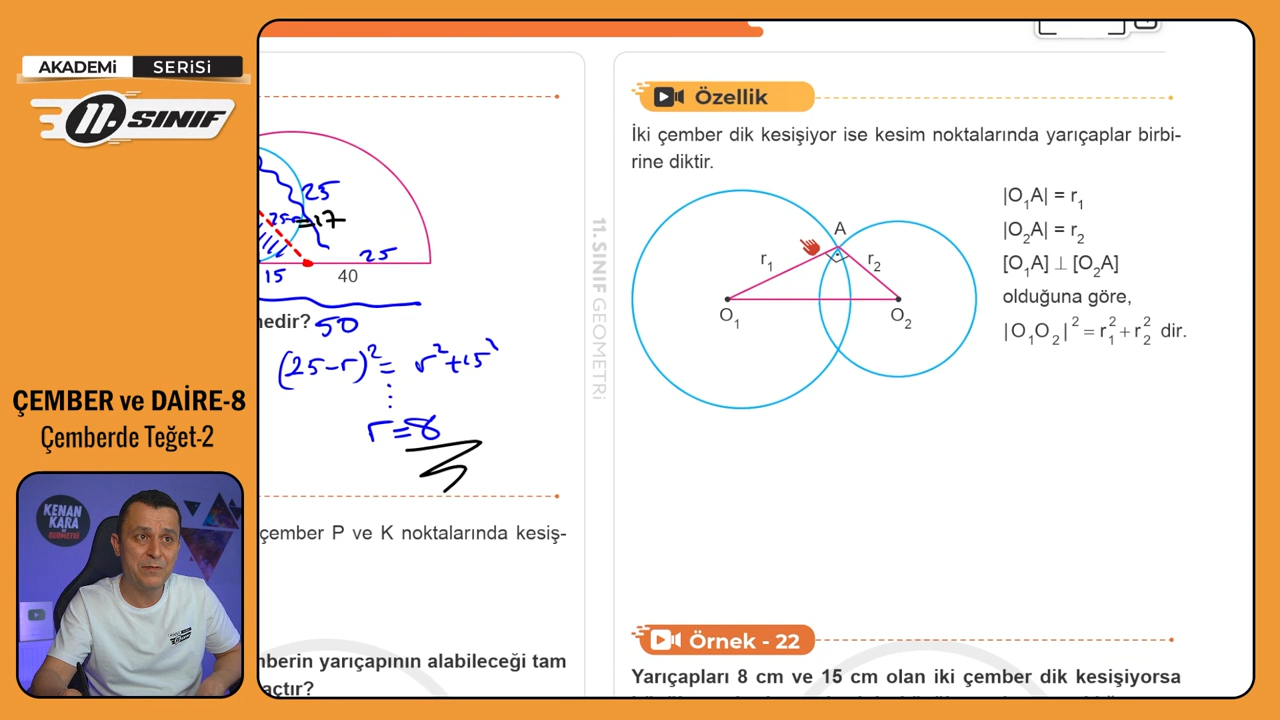 AKADEMİ SERİSİ
11. SINIF
ÇEMBER ve DAİRE-8
Çemberde Teğet-2
KENAN
KARA
GEOMETRİ
25
=17
25
15
40
nedir? 50
(25-r)² = r²+15²
r=8
çember P ve K noktalarında kesiş-
nberin yarıçapının alabileceği tam
açtır?
11. SINIF GEOMETRİ
Özellik
İki çember dik kesişiyor ise kesim noktalarında yarıçaplar birbi-
rine diktir.
A
r₁
r₂
O₁
O₂
|O₁A| = r₁
|O₂A| = r₂
[O₁A] ⊥ [O₂A]
olduğuna göre,
|O₁O₂|² = r₁² + r₂² dir.
Örnek - 22
Yarıçapları 8 cm ve 15 cm olan iki çember dik kesişiyorsa